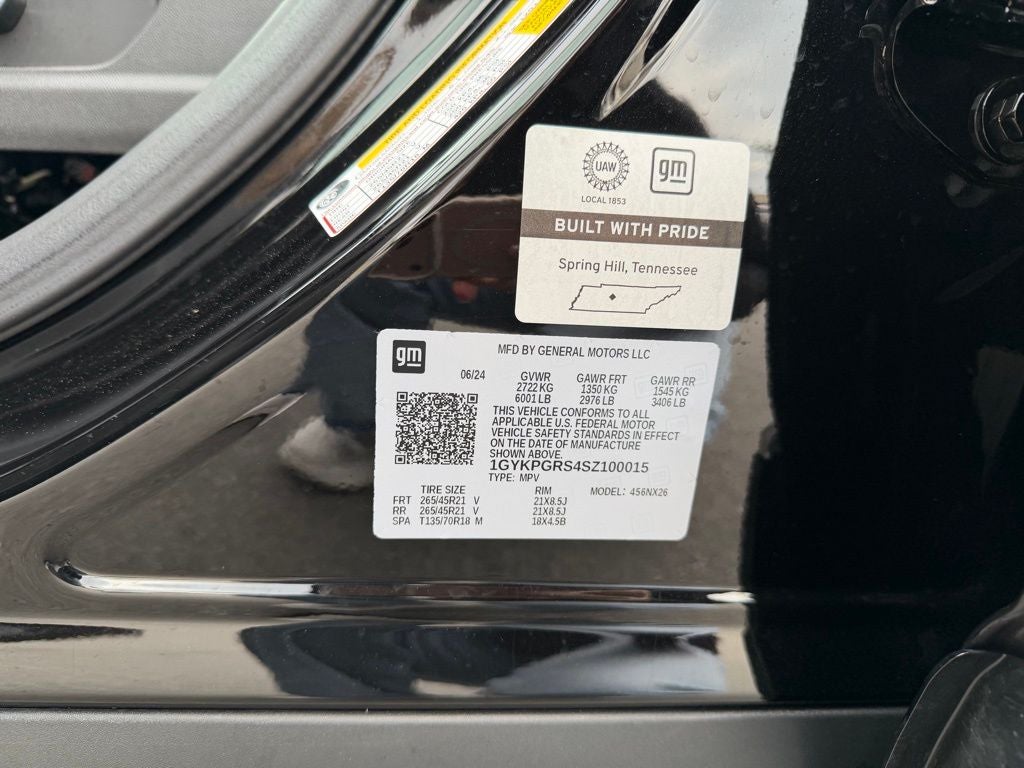 TIRE AND LOADING
UAW
gm
LOCAL 1853
BUILT WITH PRIDE
Spring Hill, Tennessee
gm
MFD BY GENERAL MOTORS LLC
06/24
GVWR GAWR FRT GAWR RR
2722 KG 1350 KG 1545 KG
6001 LB 2976 LB 3406 LB
THIS VEHICLE CONFORMS TO ALL
APPLICABLE U.S. FEDERAL MOTOR
VEHICLE SAFETY STANDARDS IN EFFECT
ON THE DATE OF MANUFACTURE
SHOWN ABOVE.
1GYKPGRS4SZ100015
TYPE: MPV
TIRE SIZE RIM MODEL: 456NX26
FRT 265/45R21 V 21X8.5J
RR 265/45R21 V 21X8.5J
SPA T135/70R18 M 18X4.5B